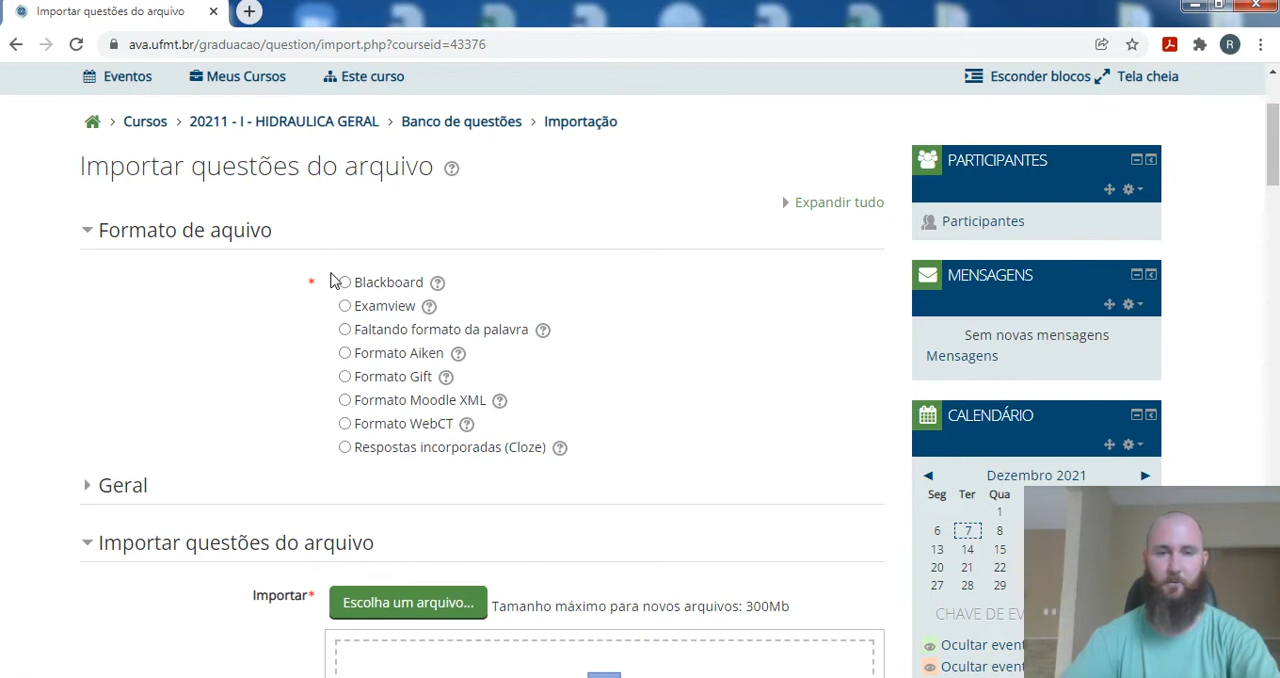 Importar questões do arquivo
ava.ufmt.br/graduacao/question/import.php?courseid=43376
R
Eventos Meus Cursos Este curso Esconder blocos Tela cheia
Cursos > 20211 - I - HIDRAULICA GERAL > Banco de questões > Importação
Importar questões do arquivo
Expandir tudo
Formato de aquivo
* Blackboard
Examview
Faltando formato da palavra
Formato Aiken
Formato Gift
Formato Moodle XML
Formato WebCT
Respostas incorporadas (Cloze)
Geral
Importar questões do arquivo
Importar* Escolha um arquivo... Tamanho máximo para novos arquivos: 300Mb
PARTICIPANTES
Participantes
MENSAGENS
Sem novas mensagens
Mensagens
CALENDÁRIO
Dezembro 2021
Seg Ter Qua
1
6 7 8
13 14 15
20 21 22
27 28 29
CHAVE DE EV
Ocultar event
Ocultar event